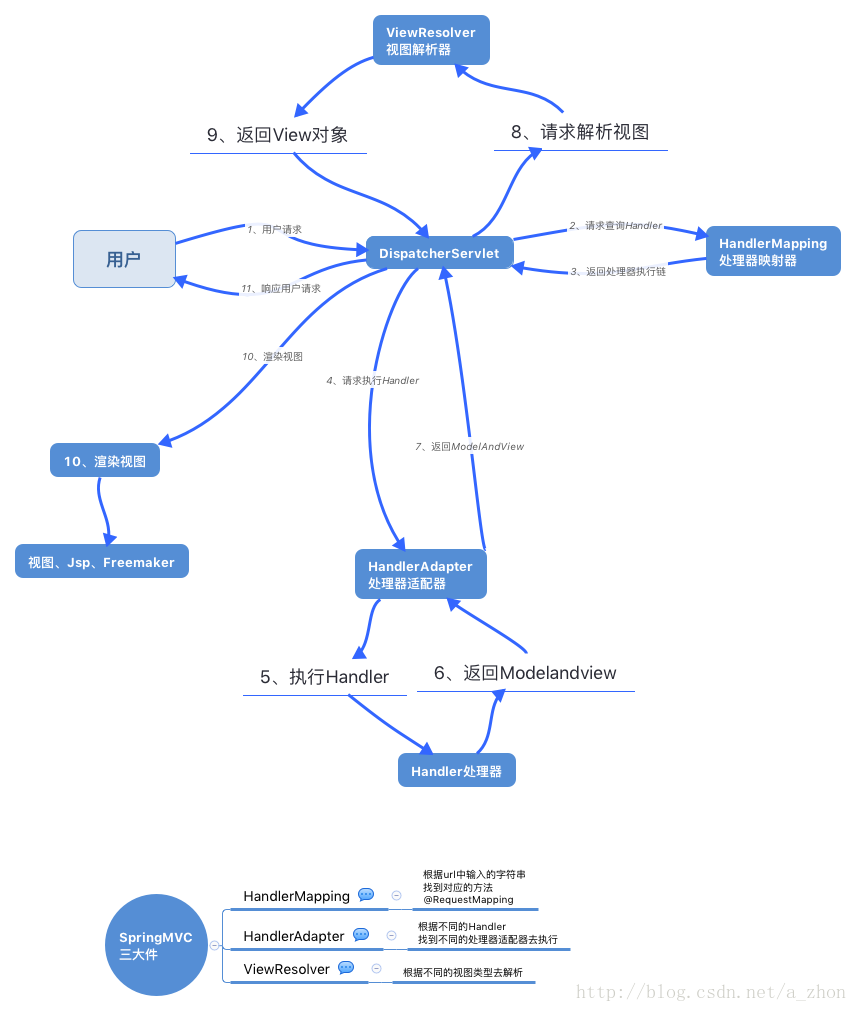 ViewResolver
视图解析器
9、返回View对象
8、请求解析视图
1、用户请求
2、请求查询Handler
用户
DispatcherServlet
HandlerMapping
处理器映射器
3、返回处理器执行链
11、响应用户请求
10、渲染视图
4、请求执行Handler
7、返回ModelAndView
10、渲染视图
视图、Jsp、Freemaker
HandlerAdapter
处理器适配器
5、执行Handler
6、返回Modelandview
Handler处理器
SpringMVC
三大件
HandlerMapping
根据url中输入的字符串
找到对应的方法
@RequestMapping
HandlerAdapter
根据不同的Handler
找到不同的处理器适配器去执行
ViewResolver
根据不同的视图类型去解析
http://blog.csdn.net/a_zhon